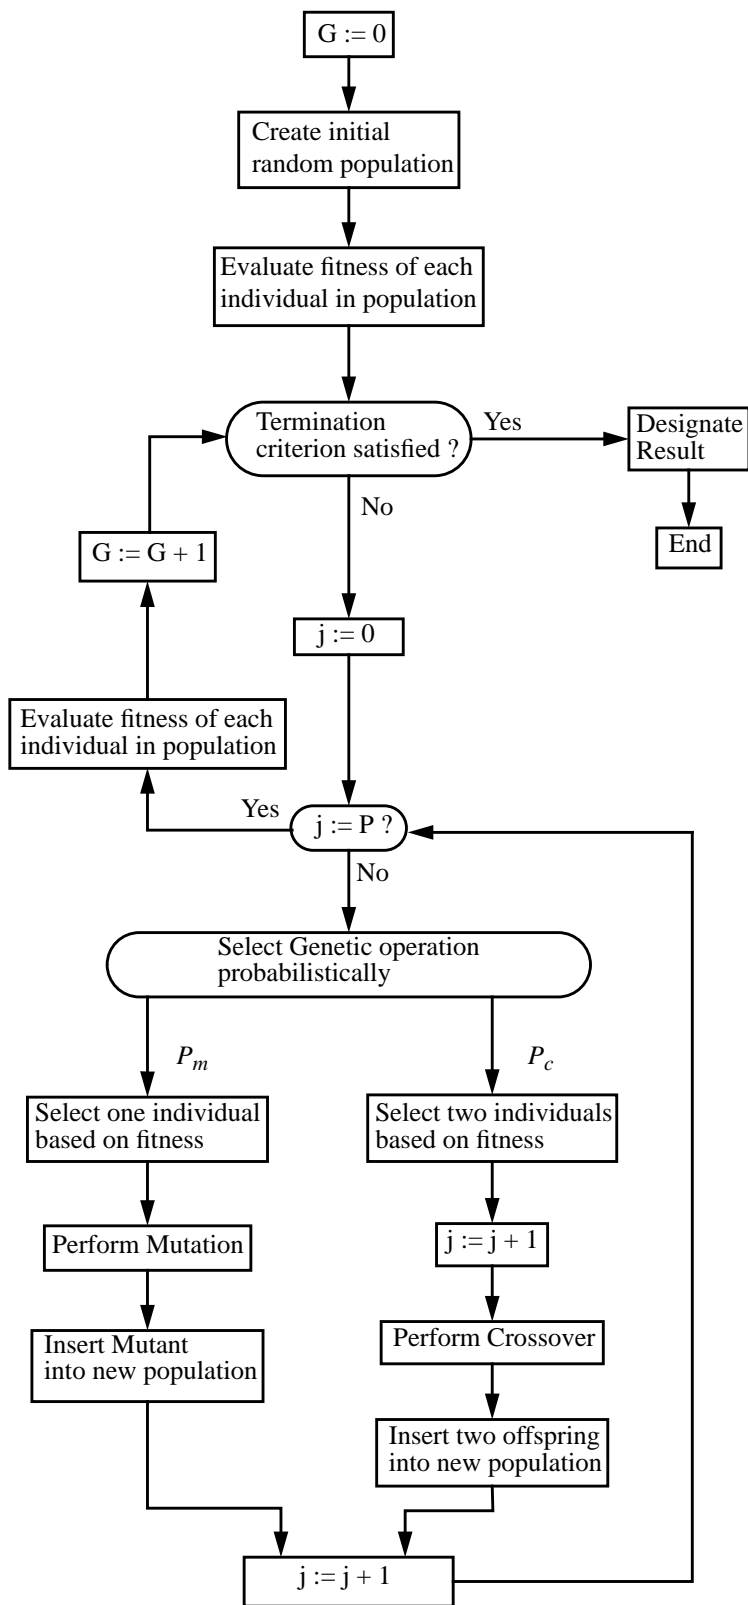 G := 0
Create initial
random population
Evaluate fitness of each
individual in population
Termination
criterion satisfied ?
Yes
Designate
Result
No
End
G := G + 1
j := 0
Evaluate fitness of each
individual in population
Yes
j := P ?
No
Select Genetic operation
probabilistically
P_m
P_c
Select one individual
based on fitness
Select two individuals
based on fitness
Perform Mutation
j := j + 1
Insert Mutant
into new population
Perform Crossover
Insert two offspring
into new population
j := j + 1